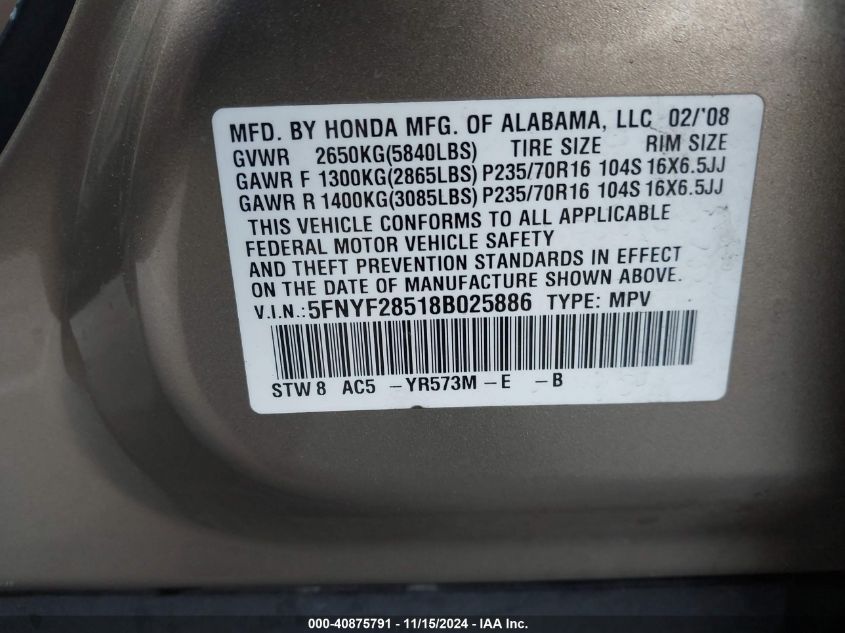 MFD. BY HONDA MFG. OF ALABAMA, LLC 02/'08
GVWR 2650KG(5840LBS) TIRE SIZE RIM SIZE
GAWR F 1300KG(2865LBS) P235/70R16 104S 16X6.5JJ
GAWR R 1400KG(3085LBS) P235/70R16 104S 16X6.5JJ
THIS VEHICLE CONFORMS TO ALL APPLICABLE
FEDERAL MOTOR VEHICLE SAFETY
AND THEFT PREVENTION STANDARDS IN EFFECT
ON THE DATE OF MANUFACTURE SHOWN ABOVE.
V.I.N.:5FNYF28518B025886 TYPE: MPV
STW8 AC5 -YR573M-E -B
000-40875791 - 11/15/2024 - IAA Inc.